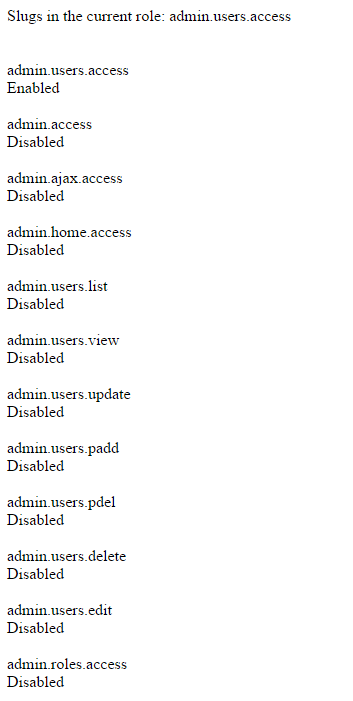 Slugs in the current role: admin.users.access
admin.users.access
Enabled
admin.access
Disabled
admin.ajax.access
Disabled
admin.home.access
Disabled
admin.users.list
Disabled
admin.users.view
Disabled
admin.users.update
Disabled
admin.users.padd
Disabled
admin.users.pdel
Disabled
admin.users.delete
Disabled
admin.users.edit
Disabled
admin.roles.access
Disabled